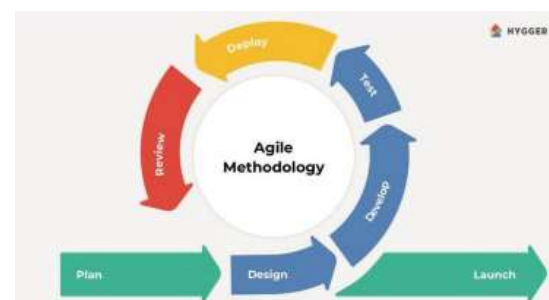 HYGGER
Deploy
Test
Review
Agile
Methodology
Develop
Plan
Design
Launch